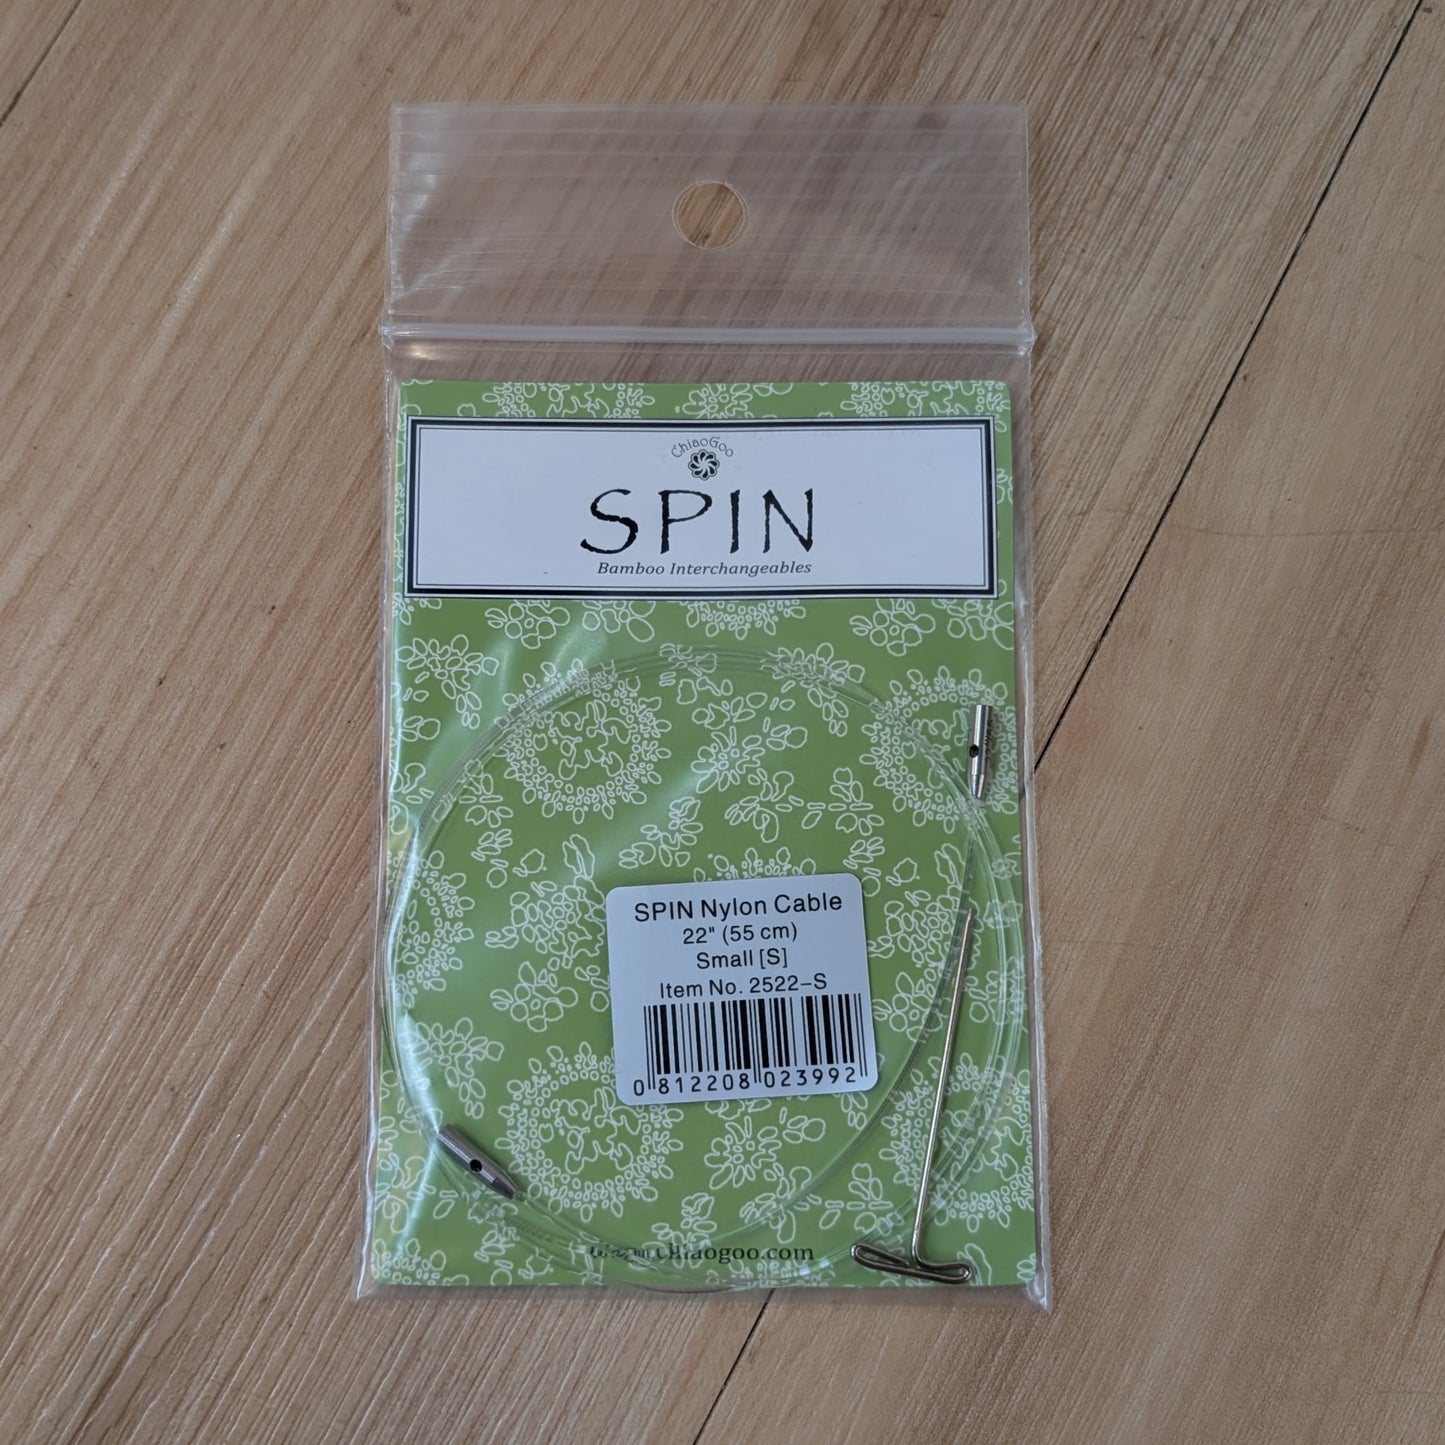 ChiaoGoo
SPIN
Bamboo Interchangeables
SPIN Nylon Cable
22" (55 cm)
Small [S]
Item No. 2522-S
0 812208 023992
chiaogoo.com